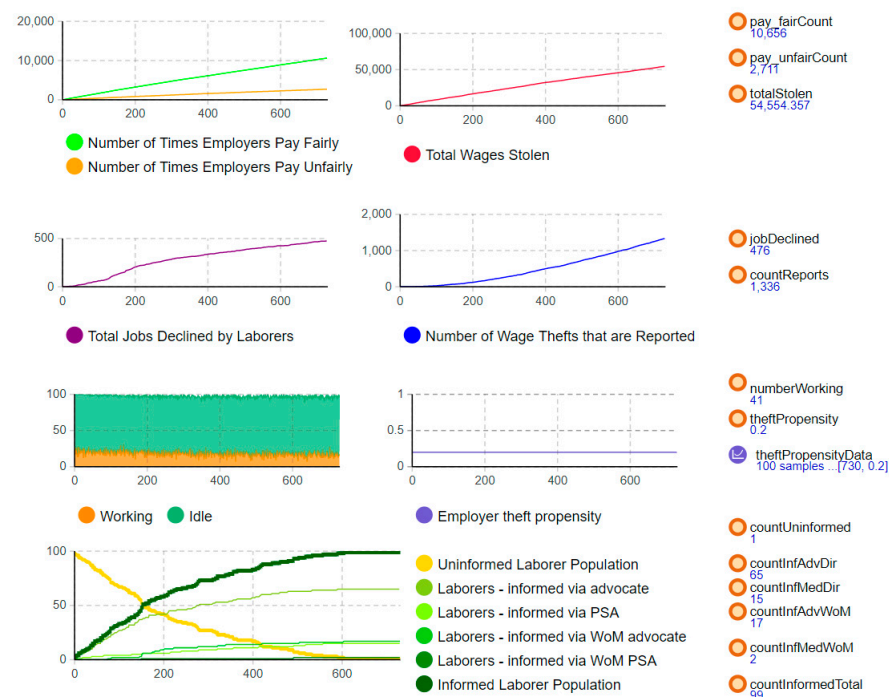 20,000
10,000
0
0
200
400
600
Number of Times Employers Pay Fairly
Number of Times Employers Pay Unfairly
100,000
50,000
0
0
200
400
600
Total Wages Stolen
pay_fairCount
10,656
pay_unfairCount
2,711
totalStolen
54,554.357
500
0
0
200
400
600
Total Jobs Declined by Laborers
2,000
1,000
0
0
200
400
600
Number of Wage Thefts that are Reported
jobDeclined
476
countReports
1,336
100
50
0
0
200
400
600
Working
Idle
1
0.5
0
0
200
400
600
Employer theft propensity
numberWorking
41
theftPropensity
0.2
theftPropensityData
100 samples ...[730, 0.2]
100
50
0
0
200
400
600
Uninformed Laborer Population
Laborers - informed via advocate
Laborers - informed via PSA
Laborers - informed via WoM advocate
Laborers - informed via WoM PSA
Informed Laborer Population
countUninformed
1
countInfAdvDir
65
countInfMedDir
15
countInfAdvWoM
17
countInfMedWoM
2
countInformedTotal
99